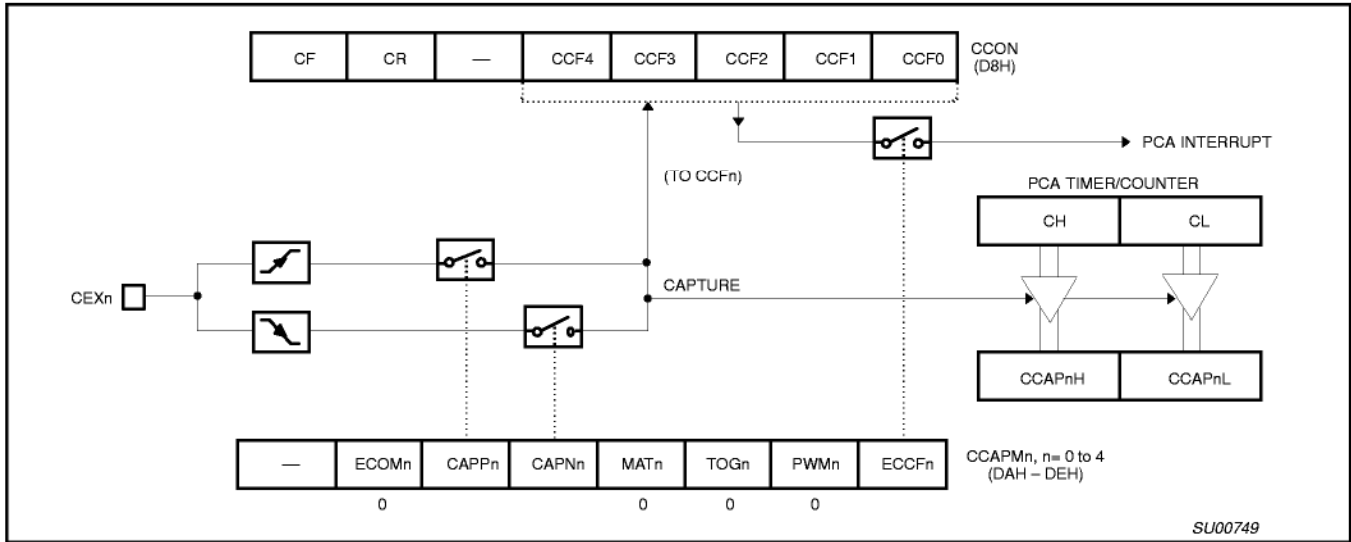 CF CR — CCF4 CCF3 CCF2 CCF1 CCF0
CCON
(D8H)
PCA INTERRUPT
(TO CCFn)
PCA TIMER/COUNTER
CH CL
CEXn
CAPTURE
CCAPnH CCAPnL
— ECOMn CAPPn CAPNn MATn TOGn PWMn ECCFn
CCAPMn, n= 0 to 4
(DAH – DEH)
0 0 0 0
SU00749